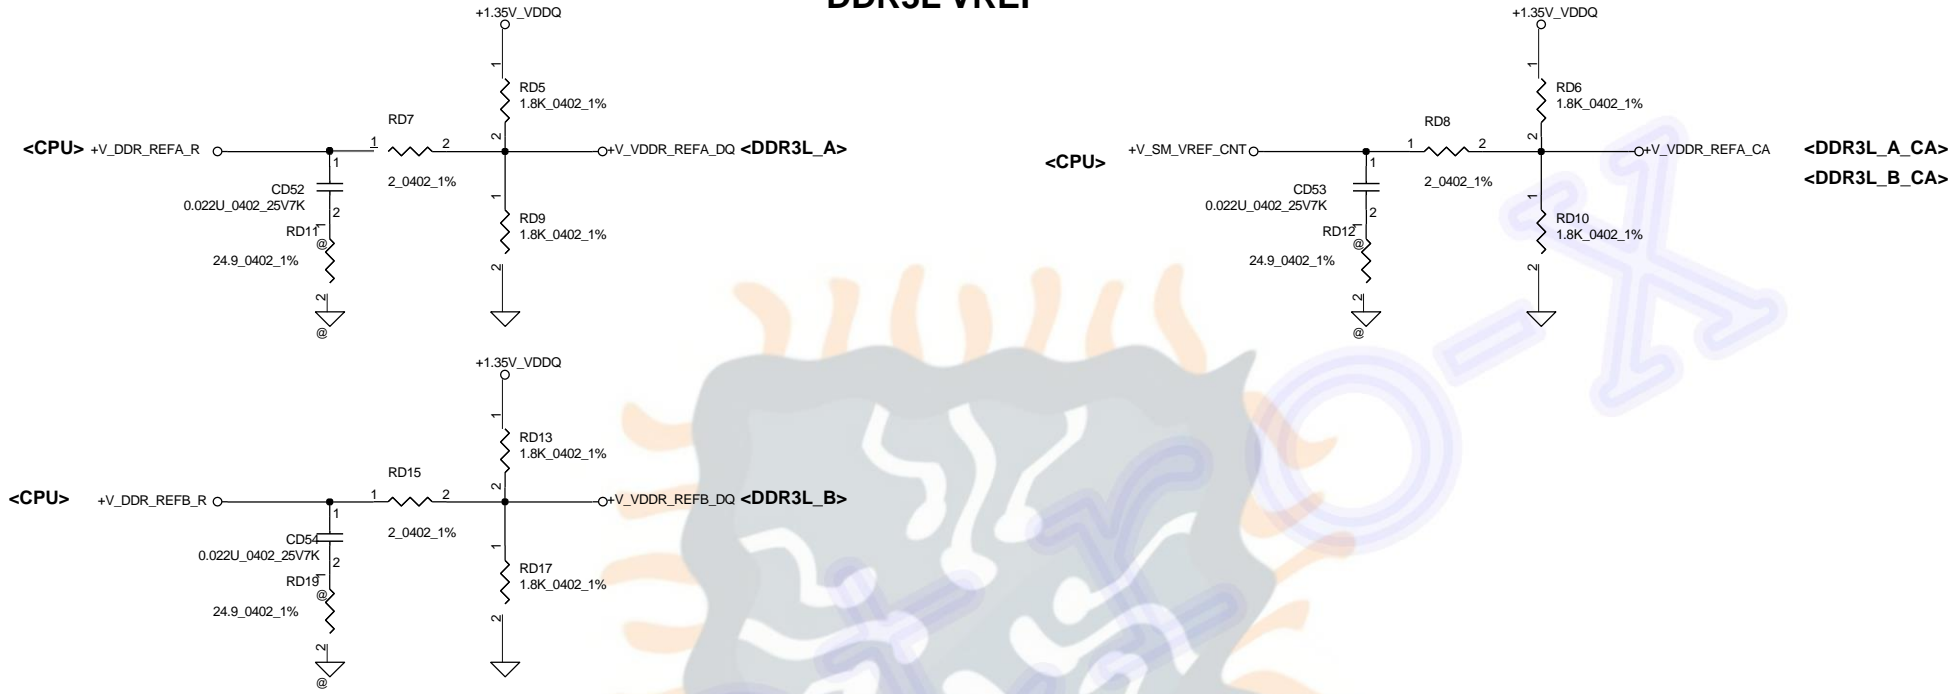 DDR3L VREF
+1.35V_VDDQ
1
RD5
1.8K_0402_1%
2
RD7
<CPU>
+V_DDR_REFA_R
1
2
+V_VDDR_REFA_DQ
<DDR3L_A>
1
CD52
0.022U_0402_25V7K
2
2_0402_1%
1
RD9
1.8K_0402_1%
1
RD11
@
24.9_0402_1%
2
2
@
+1.35V_VDDQ
1
RD6
1.8K_0402_1%
2
RD8
<CPU>
+V_SM_VREF_CNT
1
2
+V_VDDR_REFA_CA
<DDR3L_A_CA>
<DDR3L_B_CA>
1
CD53
0.022U_0402_25V7K
2
2_0402_1%
1
RD10
1.8K_0402_1%
1
RD12
@
24.9_0402_1%
2
2
@
+1.35V_VDDQ
1
RD13
1.8K_0402_1%
2
RD15
<CPU>
+V_DDR_REFB_R
1
2
+V_VDDR_REFB_DQ
<DDR3L_B>
1
CD54
0.022U_0402_25V7K
2
2_0402_1%
1
RD17
1.8K_0402_1%
1
RD19
@
24.9_0402_1%
2
2
@